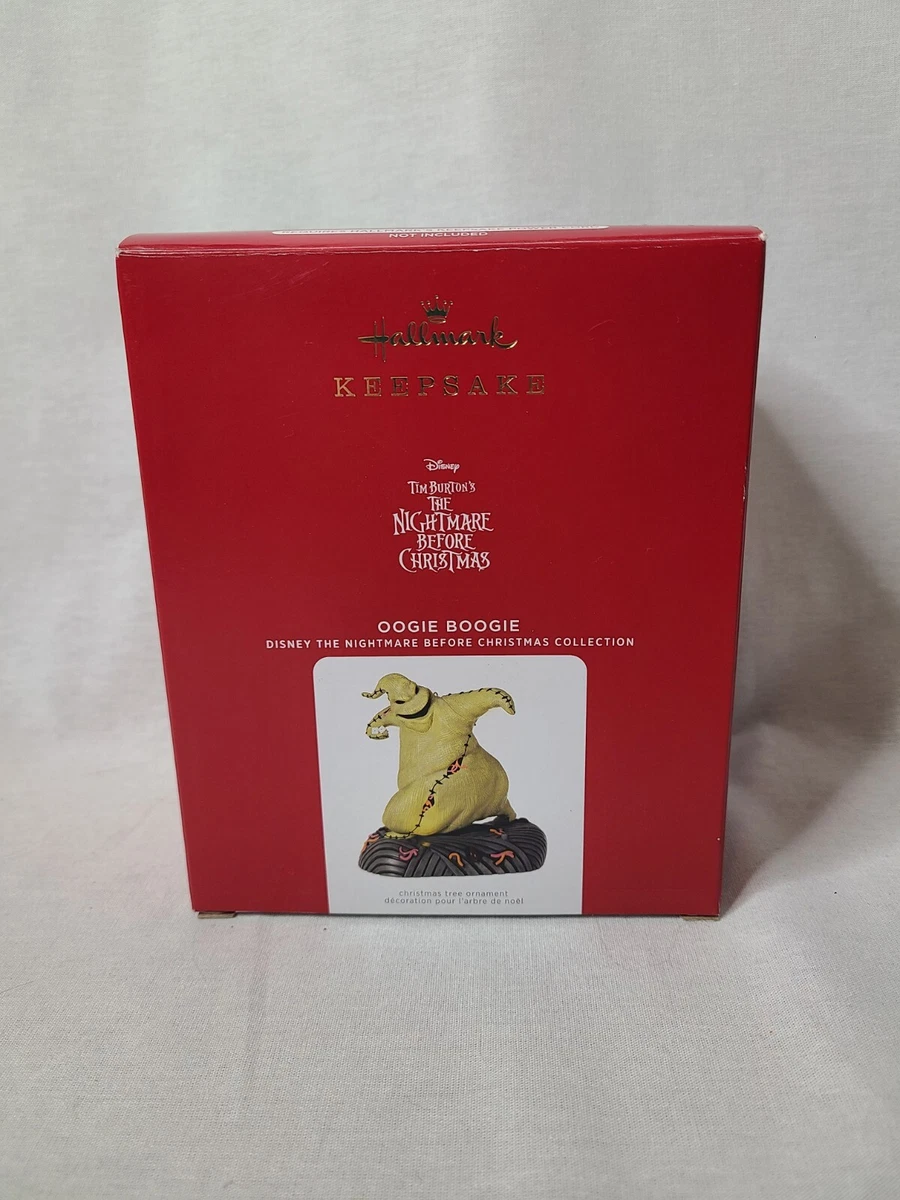 NOT INCLUDED
Hallmark
KEEPSAKE
Disney
TIM BURTON'S
THE
NIGHTMARE
BEFORE
CHRISTMAS
OOGIE BOOGIE
DISNEY THE NIGHTMARE BEFORE CHRISTMAS COLLECTION
christmas tree ornament
décoration pour l'arbre de noël